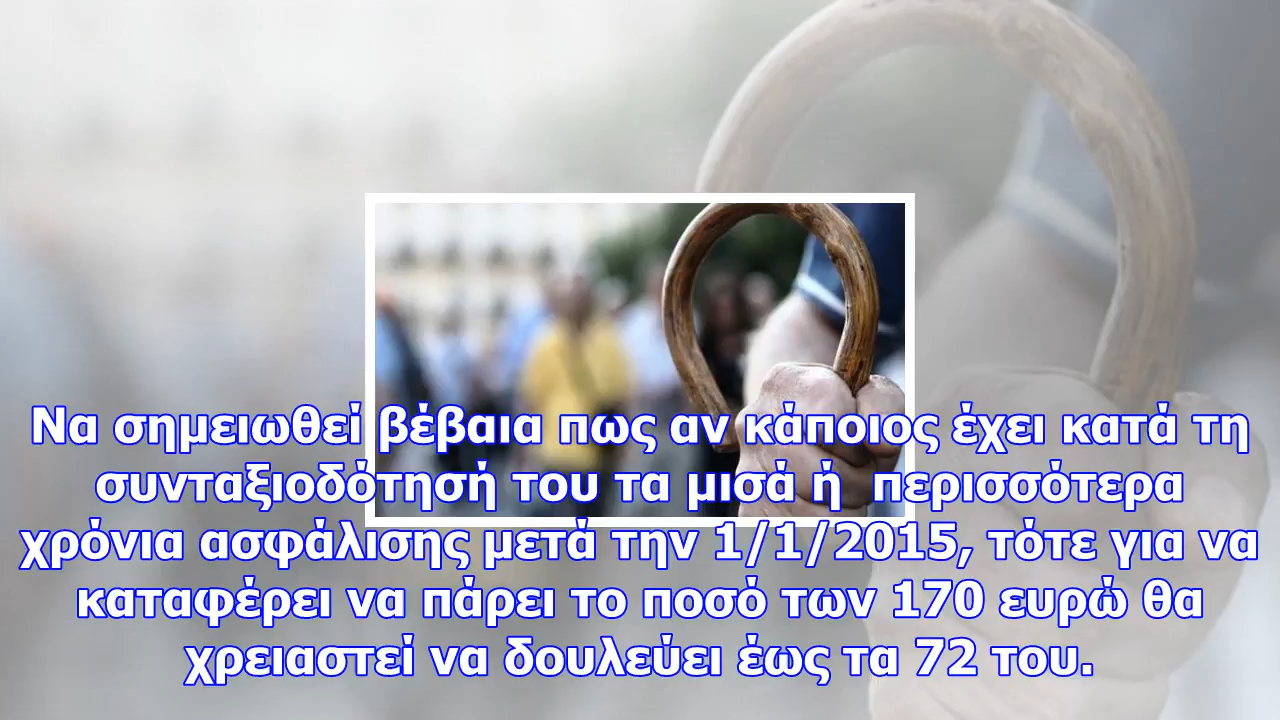 Να σημειωθεί βέβαια πως αν κάποιος έχει κατά τη
συνταξιοδότησή του τα μισά ή  περισσότερα
χρόνια ασφάλισης μετά την 1/1/2015, τότε για να
καταφέρει να πάρει το ποσό των 170 ευρώ θα
χρειαστεί να δουλεύει έως τα 72 του.